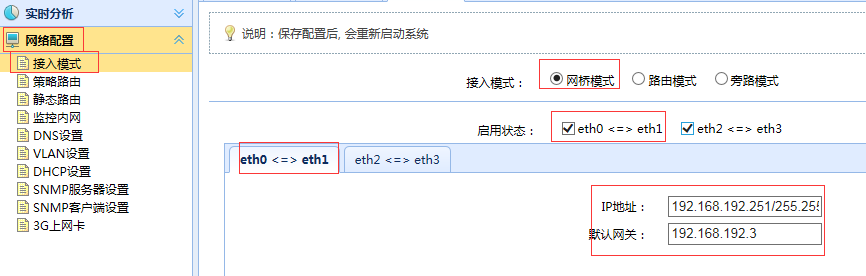 实时分析
网络配置
接入模式
策略路由
静态路由
监控内网
DNS设置
VLAN设置
DHCP设置
SNMP服务器设置
SNMP客户端设置
3G上网卡
说明：保存配置后, 会重新启动系统
接入模式： 网桥模式 路由模式 旁路模式
启用状态： eth0 <=> eth1 eth2 <=> eth3
eth0 <=> eth1 eth2 <=> eth3
IP地址： 192.168.192.251/255.255
默认网关： 192.168.192.3